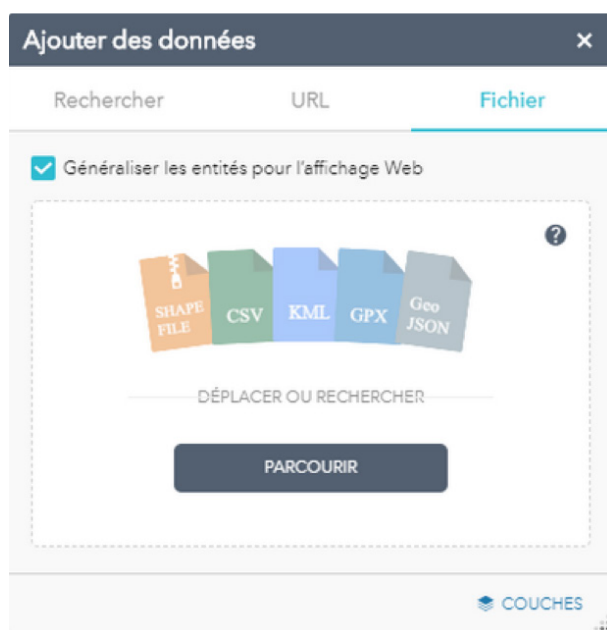 Ajouter des données ×
Rechercher URL Fichier
Généraliser les entités pour l'affichage Web
?
SHAPE
FILE
CSV
KML
GPX
Geo
JSON
DÉPLACER OU RECHERCHER
PARCOURIR
COUCHES